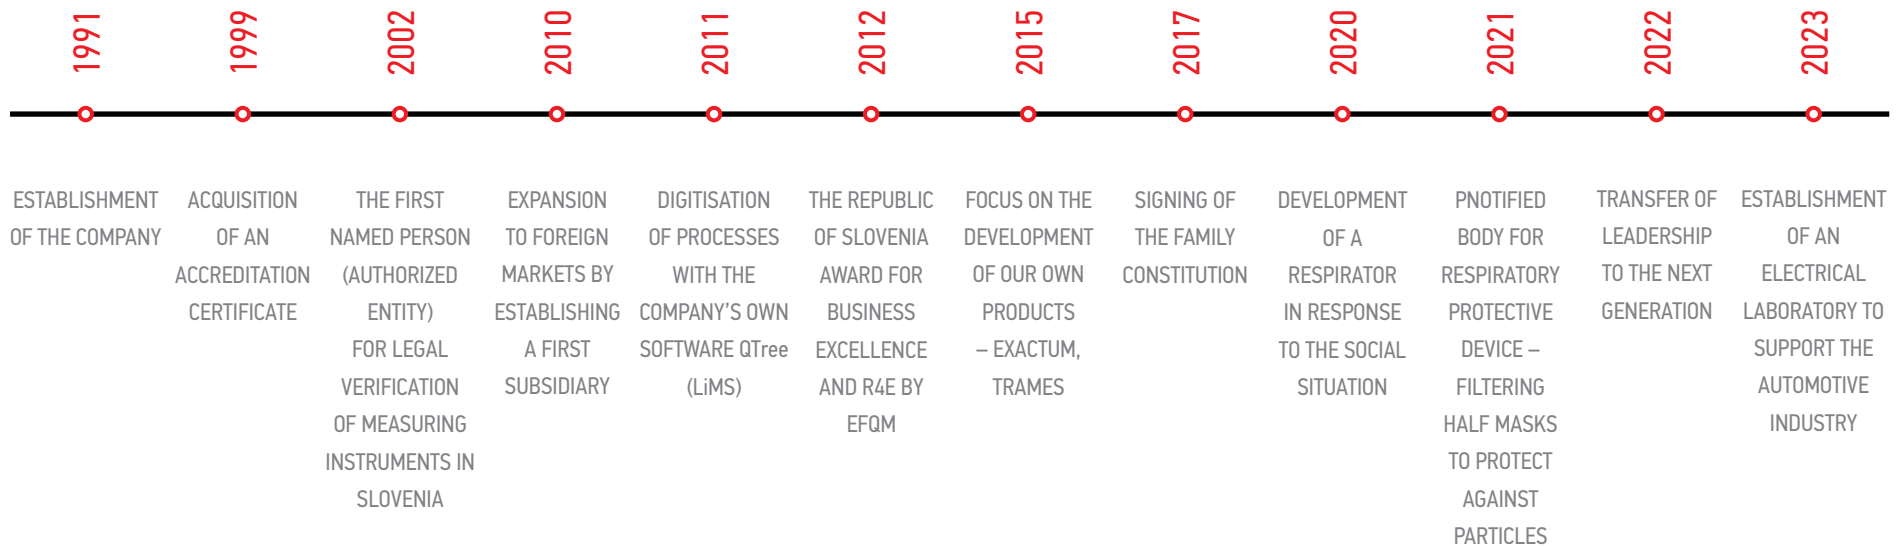 1991
ESTABLISHMENT
OF THE COMPANY
1999
ACQUISITION
OF AN
ACCREDITATION
CERTIFICATE
2002
THE FIRST
NAMED PERSON
(AUTHORIZED
ENTITY)
FOR LEGAL
VERIFICATION
OF MEASURING
INSTRUMENTS IN
SLOVENIA
2010
EXPANSION
TO FOREIGN
MARKETS BY
ESTABLISHING
A FIRST
SUBSIDIARY
2011
DIGITISATION
OF PROCESSES
WITH THE
COMPANY'S OWN
SOFTWARE QTree
(LiMS)
2012
THE REPUBLIC
OF SLOVENIA
AWARD FOR
BUSINESS
EXCELLENCE
AND R4E BY
EFQM
2015
FOCUS ON THE
DEVELOPMENT
OF OUR OWN
PRODUCTS
– EXACTUM,
TRAMES
2017
SIGNING OF
THE FAMILY
CONSTITUTION
2020
DEVELOPMENT
OF A
RESPIRATOR
IN RESPONSE
TO THE SOCIAL
SITUATION
2021
PNOTIFIED
BODY FOR
RESPIRATORY
PROTECTIVE
DEVICE –
FILTERING
HALF MASKS
TO PROTECT
AGAINST
PARTICLES
2022
TRANSFER OF
LEADERSHIP
TO THE NEXT
GENERATION
2023
ESTABLISHMENT
OF AN
ELECTRICAL
LABORATORY TO
SUPPORT THE
AUTOMOTIVE
INDUSTRY